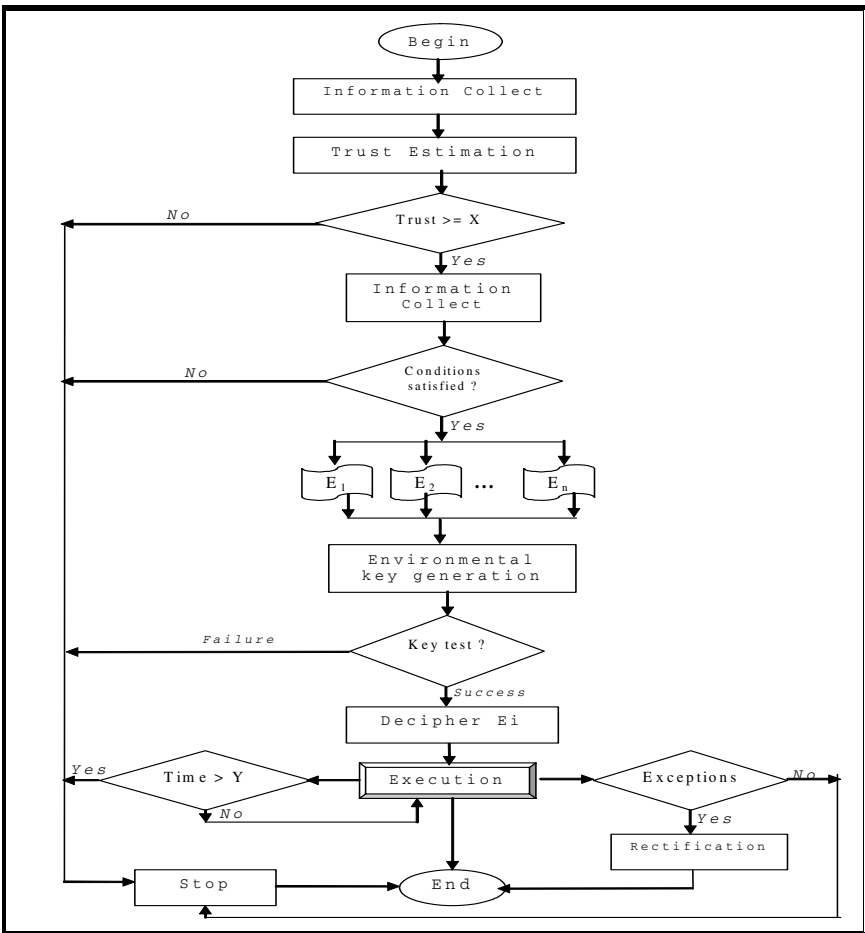 Begin
Information Collect
Trust Estimation
Trust >= X
No
Yes
Information
Collect
Conditions
satisfied ?
No
Yes
E1
E2
...
En
Environmental
key generation
Key test ?
Failure
Success
Decipher Ei
Yes
Time > Y
Execution
Exceptions
No
No
Yes
Rectification
Stop
End